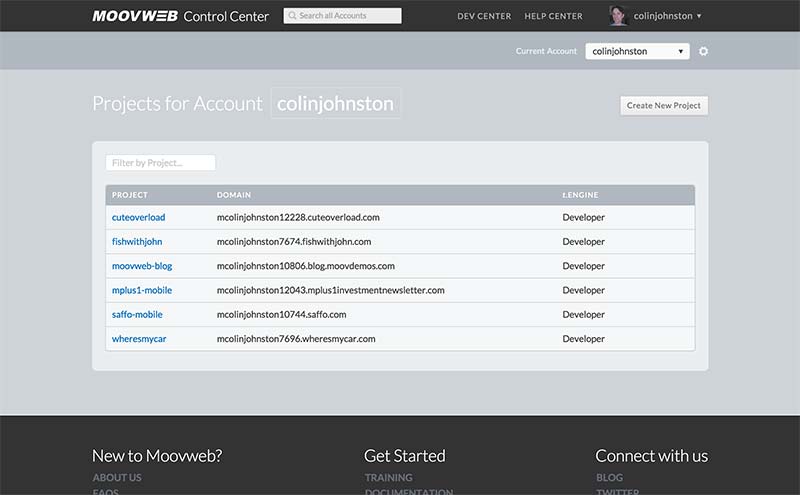 MOOVWEB Control Center Search all Accounts DEV CENTER HELP CENTER colinjohnston
Current Account colinjohnston
Projects for Account colinjohnston Create New Project
Filter by Project...
PROJECT DOMAIN t.ENGINE
cuteoverload mcolinjohnston12228.cuteoverload.com Developer
fishwithjohn mcolinjohnston7674.fishwithjohn.com Developer
moovweb-blog mcolinjohnston10806.blog.moovdemos.com Developer
mplus1-mobile mcolinjohnston12043.mplus1investmentnewsletter.com Developer
saffo-mobile mcolinjohnston10744.saffo.com Developer
wheresmycar mcolinjohnston7696.wheresmycar.com Developer
New to Moovweb? Get Started Connect with us
ABOUT US TRAINING BLOG
FAQS DOCUMENTATION TWITTER